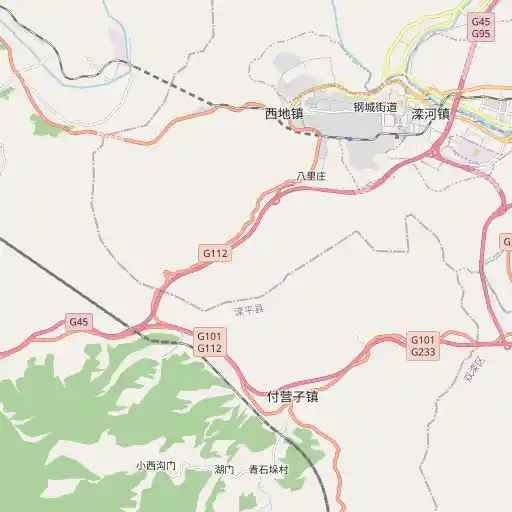 G45
G95
西地镇
钢城街道
滦河镇
八里庄
G112
滦平县
G45
G101
G112
G101
G233
双滦区
付营子镇
小西沟门
湖门
青石垛村